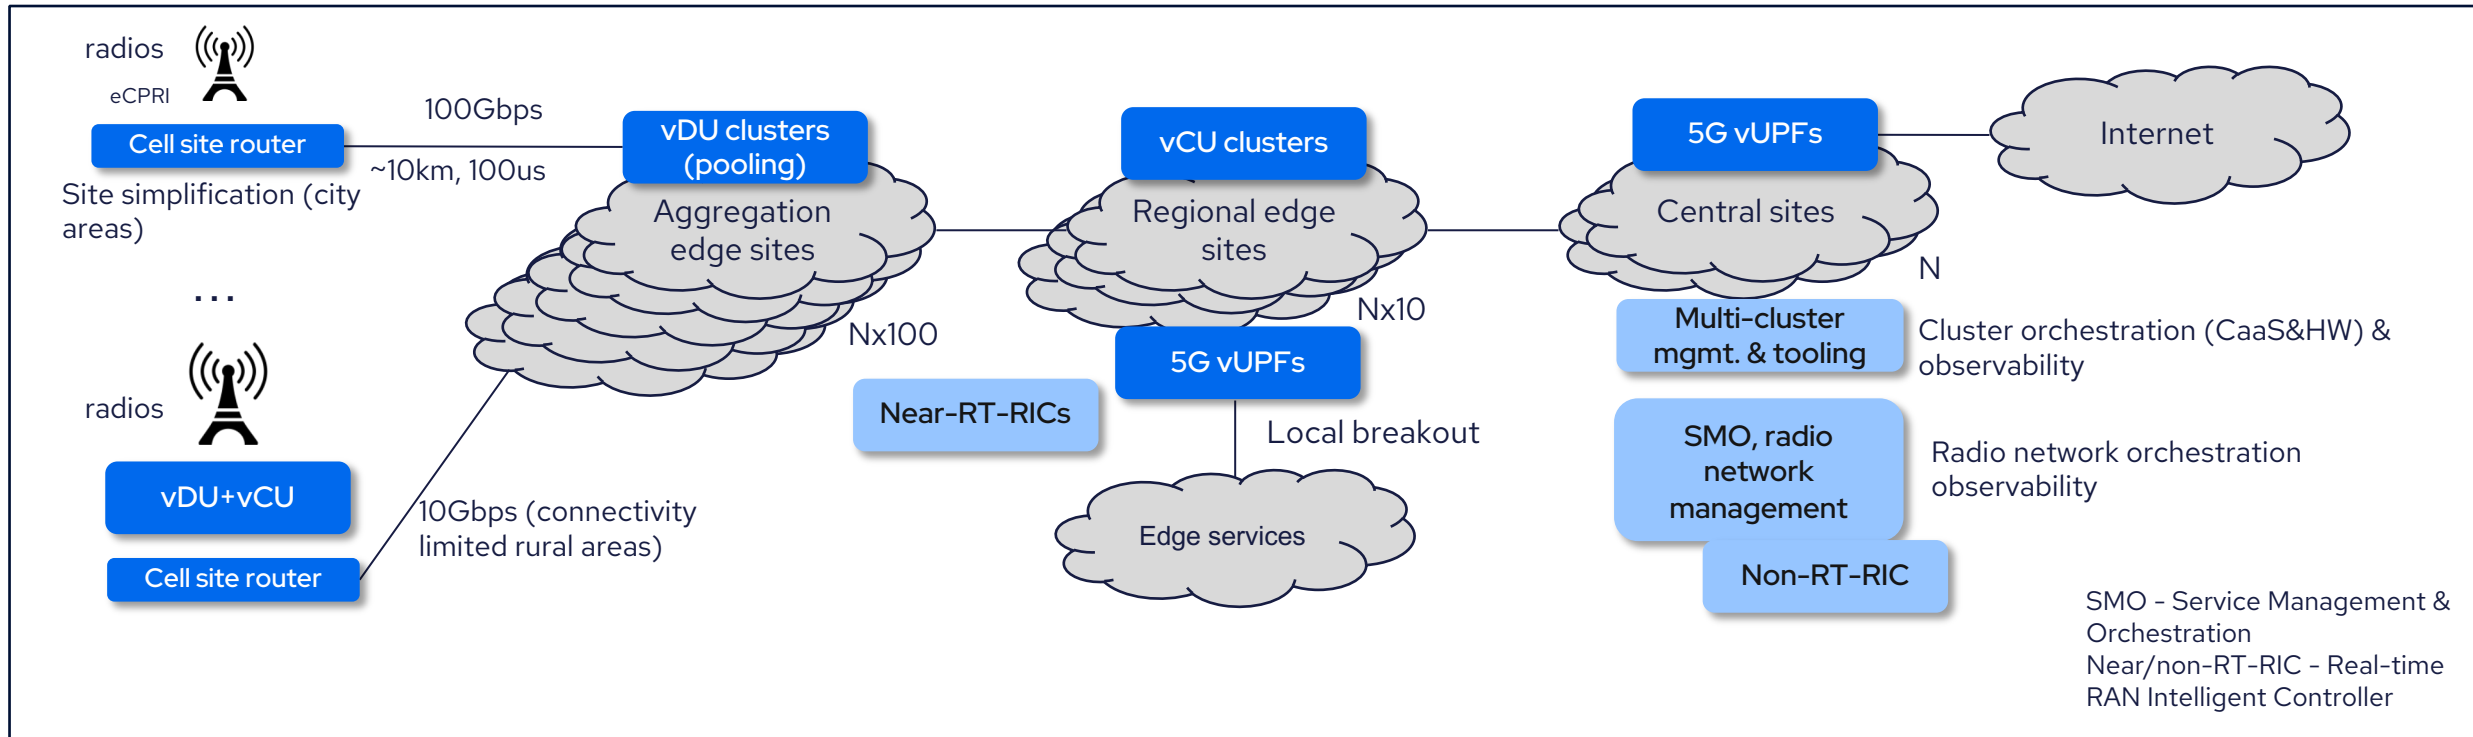 radios
eCPRI
Cell site router
100Gbps
~10km, 100us
Site simplification (city
areas)
...
radios
vDU+vCU
Cell site router
10Gbps (connectivity
limited rural areas)
vDU clusters
(pooling)
Aggregation
edge sites
Nx100
Near-RT-RICs
vCU clusters
Regional edge
sites
Nx10
5G vUPFs
Local breakout
Edge services
5G vUPFs
Central sites
N
Internet
Multi-cluster
mgmt. & tooling
Cluster orchestration (CaaS&HW) &
observability
SMO, radio
network
management
Radio network orchestration
observability
Non-RT-RIC
SMO - Service Management &
Orchestration
Near/non-RT-RIC - Real-time
RAN Intelligent Controller